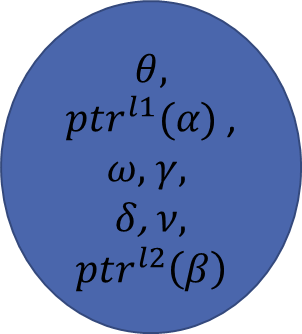 θ,
ptr^l1(α) ,
ω, γ,
δ, ν,
ptr^l2(β)